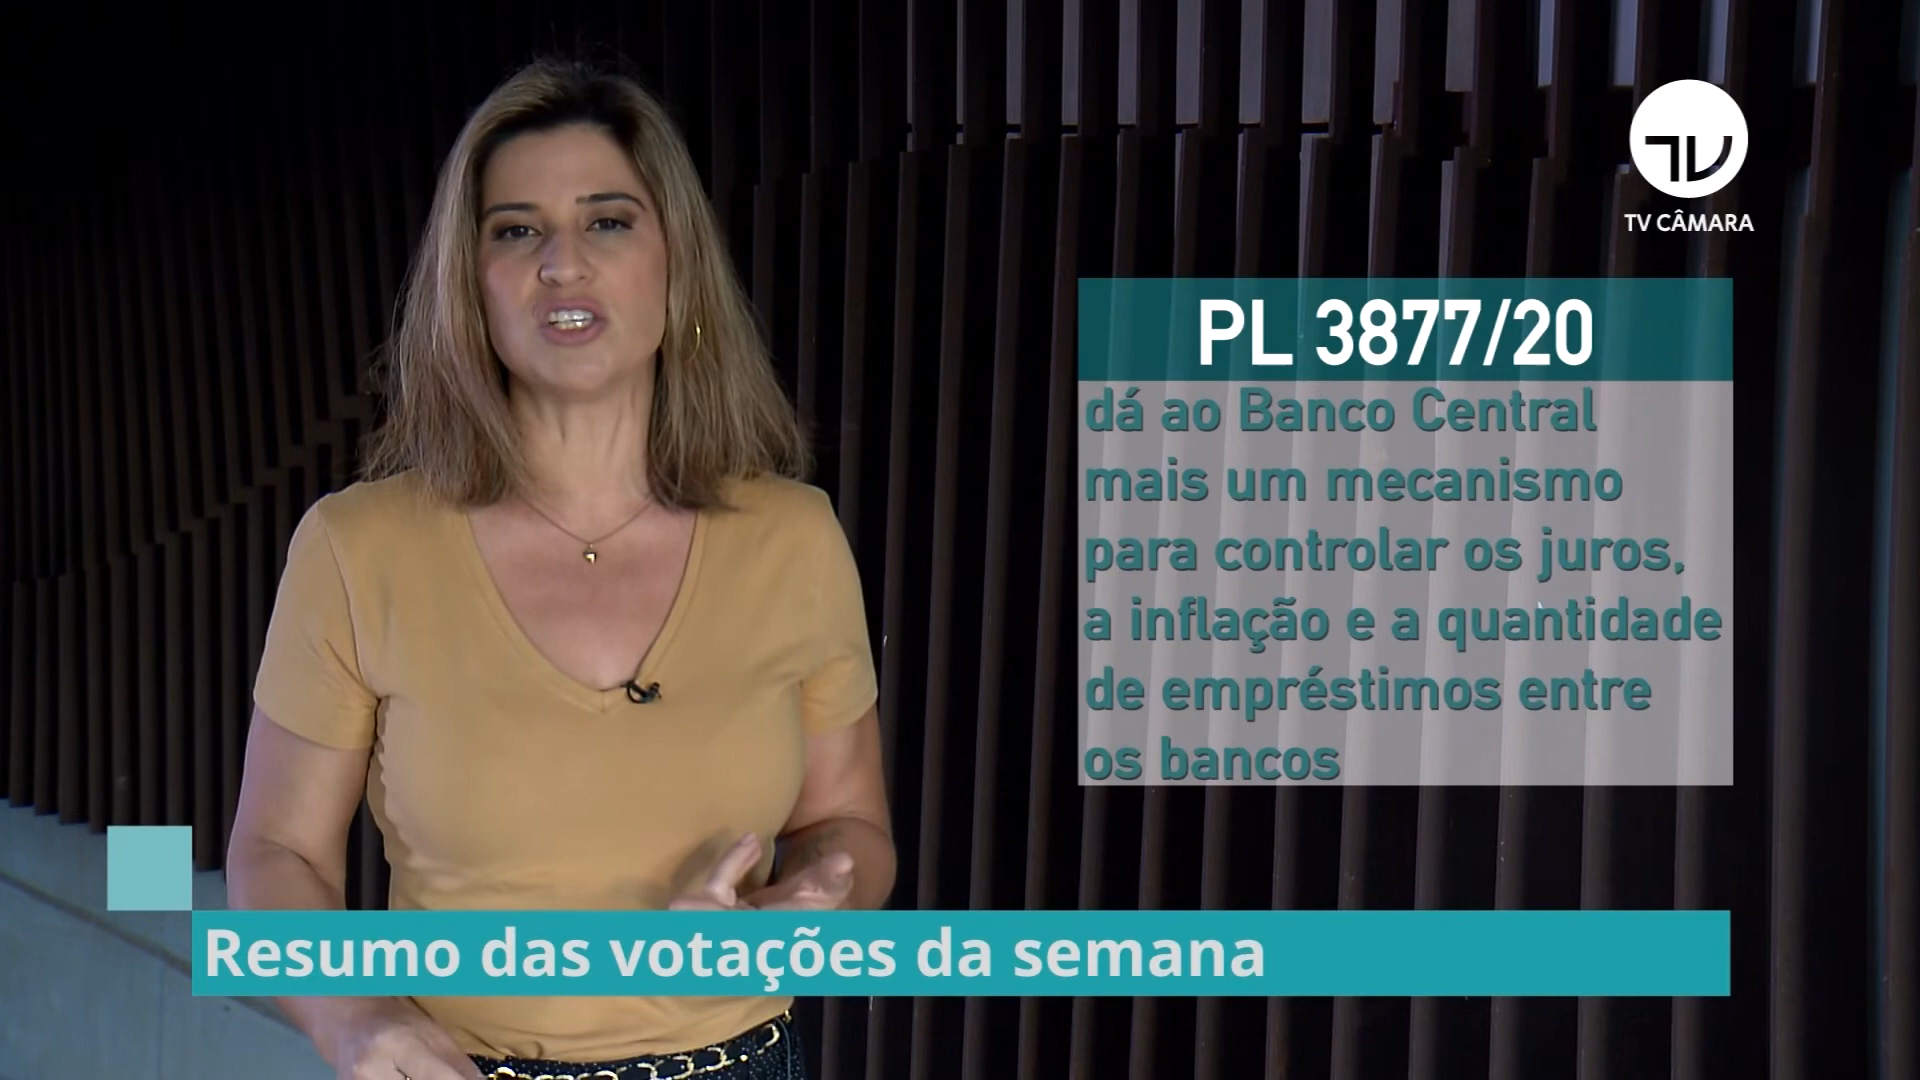 TV
TV CÂMARA
PL 3877/20
dá ao Banco Central
mais um mecanismo
para controlar os juros,
a inflação e a quantidade
de empréstimos entre
os bancos
Resumo das votações da semana